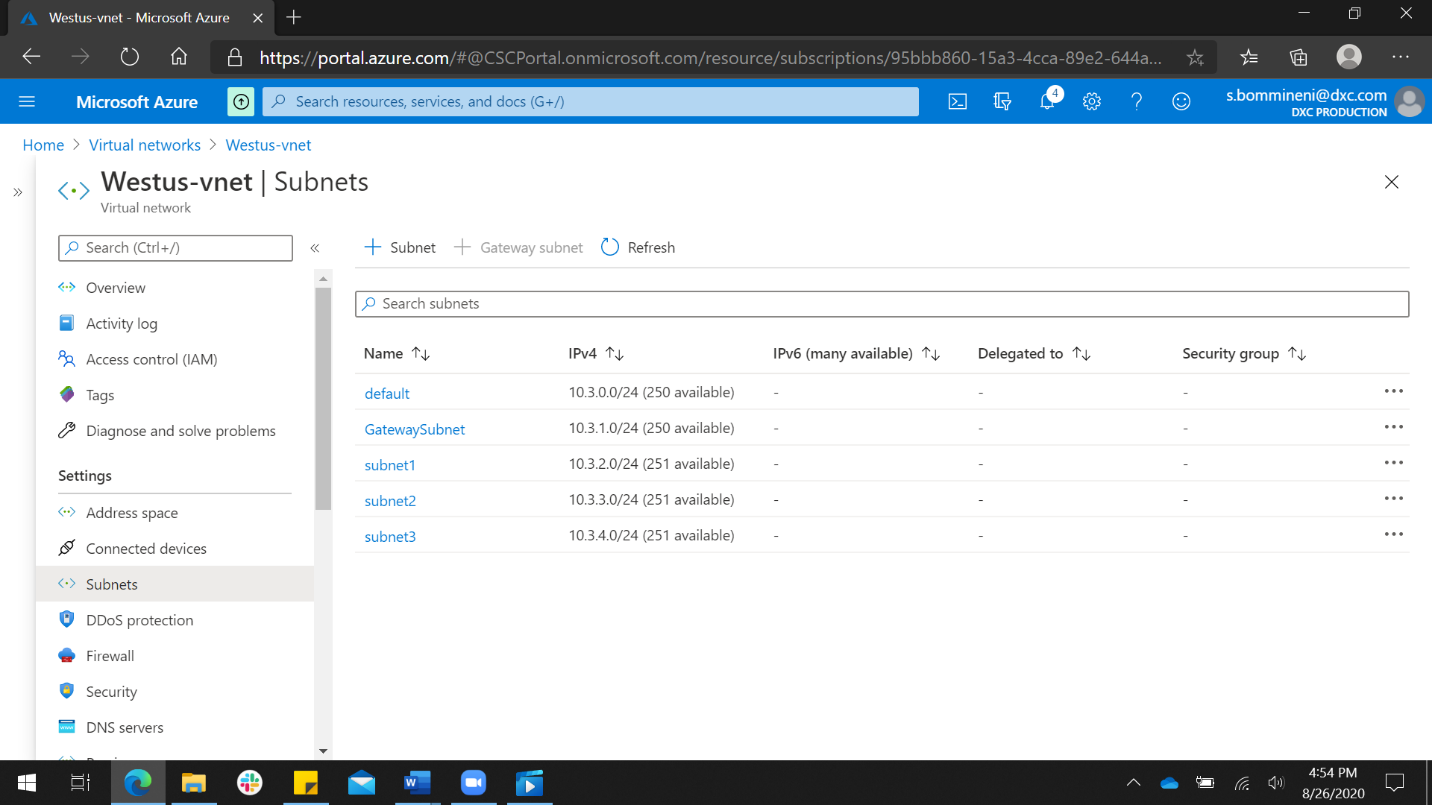 Westus-vnet - Microsoft Azure
https://portal.azure.com/#@CSCPortal.onmicrosoft.com/resource/subscriptions/95bbb860-15a3-4cca-89e2-644a...
Microsoft Azure
Search resources, services, and docs (G+/)
4
s.bommineni@dxc.com
DXC PRODUCTION
Home > Virtual networks > Westus-vnet
Westus-vnet | Subnets
Virtual network
Search (Ctrl+/)
Overview
Activity log
Access control (IAM)
Tags
Diagnose and solve problems
Settings
Address space
Connected devices
Subnets
DDoS protection
Firewall
Security
DNS servers
+ Subnet + Gateway subnet Refresh
Search subnets
Name IPv4 IPv6 (many available) Delegated to Security group
default 10.3.0.0/24 (250 available) - - -
GatewaySubnet 10.3.1.0/24 (250 available) - - -
subnet1 10.3.2.0/24 (251 available) - - -
subnet2 10.3.3.0/24 (251 available) - - -
subnet3 10.3.4.0/24 (251 available) - - -
4:54 PM
8/26/2020